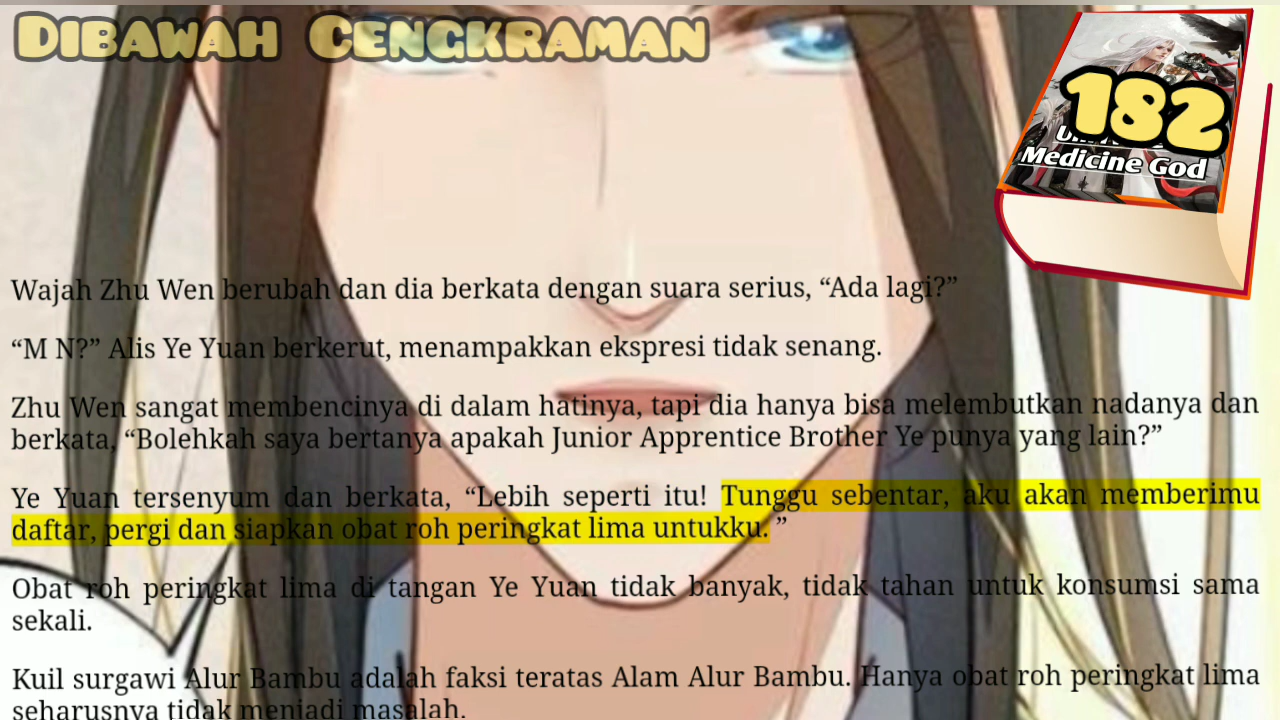 DIBAWAH CENGKRAMAN
182
Medicine God
Wajah Zhu Wen berubah dan dia berkata dengan suara serius, “Ada lagi?”
“M N?” Alis Ye Yuan berkerut, menampakkan ekspresi tidak senang.
Zhu Wen sangat membencinya di dalam hatinya, tapi dia hanya bisa melembutkan nadanya dan
berkata, “Bolehkah saya bertanya apakah Junior Apprentice Brother Ye punya yang lain?”
Ye Yuan tersenyum dan berkata, “Lebih seperti itu! Tunggu sebentar, aku akan memberimu
daftar, pergi dan siapkan obat roh peringkat lima untukku. ”
Obat roh peringkat lima di tangan Ye Yuan tidak banyak, tidak tahan untuk konsumsi sama
sekali.
Kuil surgawi Alur Bambu adalah faksi teratas Alam Alur Bambu. Hanya obat roh peringkat lima
seharusnya tidak menjadi masalah.